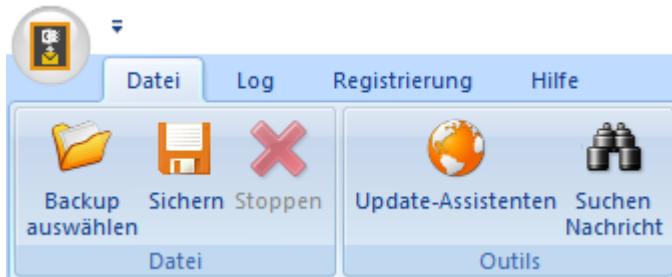 Datei Log Registrierung Hilfe
Backup auswählen Sichern Stoppen Update-Assistenten Suchen Nachricht
Datei Outils